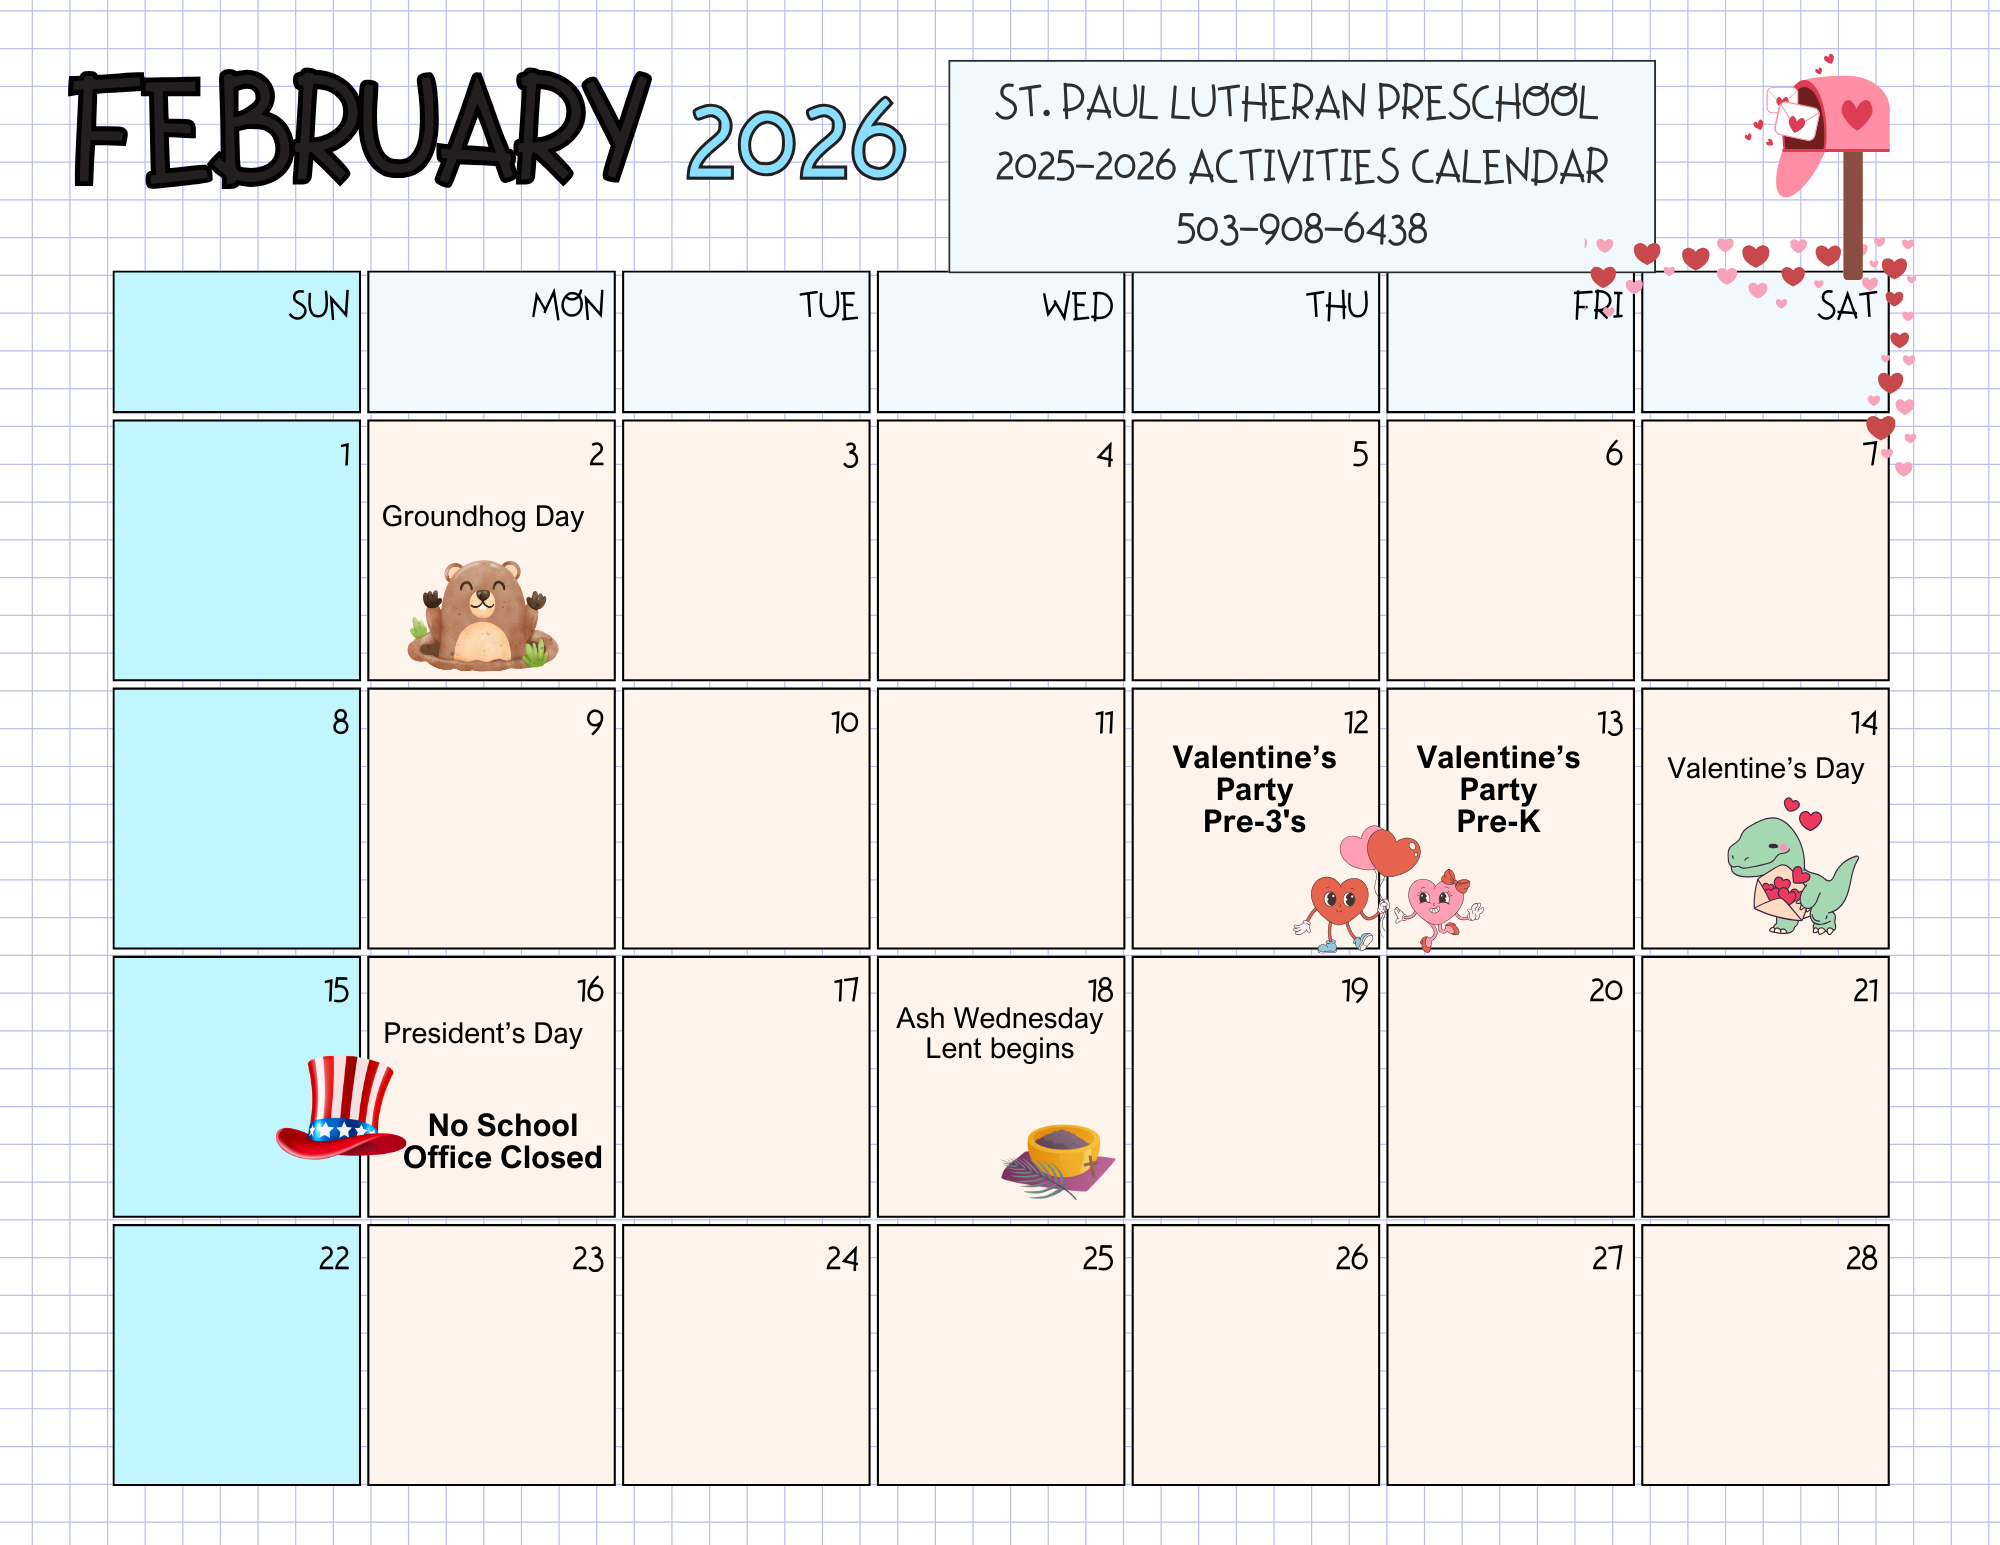 FEBRUARY 2026
ST. PAUL LUTHERAN PRESCHOOL
2025-2026 ACTIVITIES CALENDAR
503-908-6438
SUN MON TUE WED THU FRI SAT
1 2 3 4 5 6 7
Groundhog Day
8 9 10 11 12 13 14
Valentine's
Party
Pre-3's
Valentine's
Party
Pre-K
Valentine's Day
15 16 17 18 19 20 21
President's Day
No School
Office Closed
Ash Wednesday
Lent begins
22 23 24 25 26 27 28